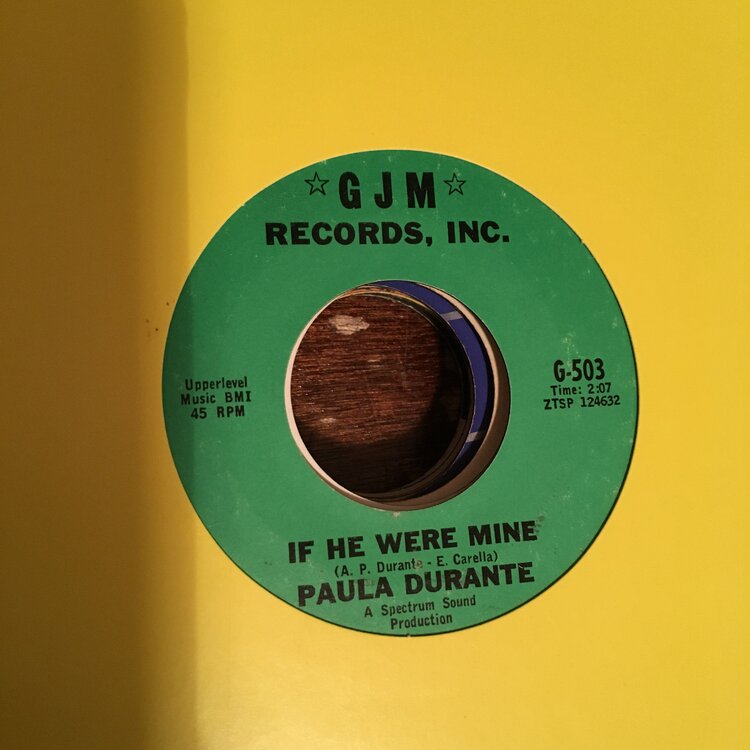 ☆ G J M ☆
RECORDS, INC.
Upperlevel
Music BMI
45 RPM
G-503
Time: 2:07
ZTSP 124632
IF HE WERE MINE
(A. P. Durante - E. Carella)
PAULA DURANTE
A Spectrum Sound
Production